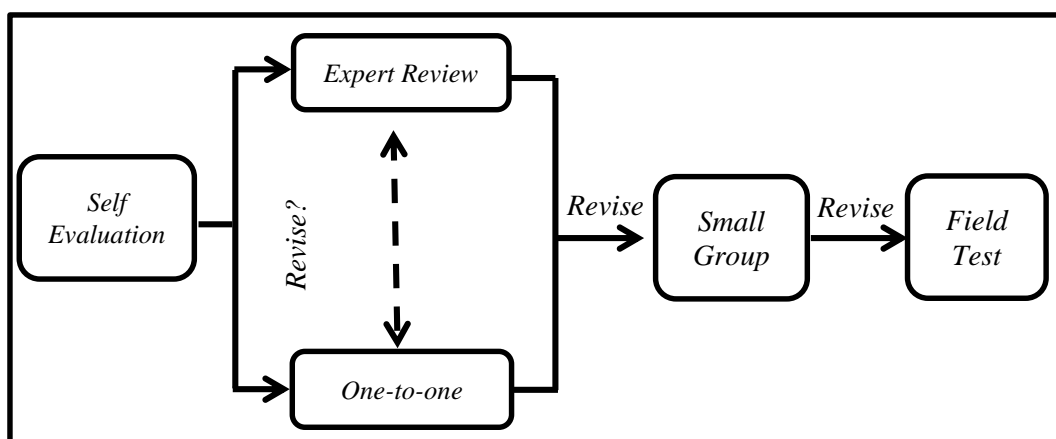 Self
Evaluation
Expert Review
Revise?
One-to-one
Revise
Small
Group
Revise
Field
Test